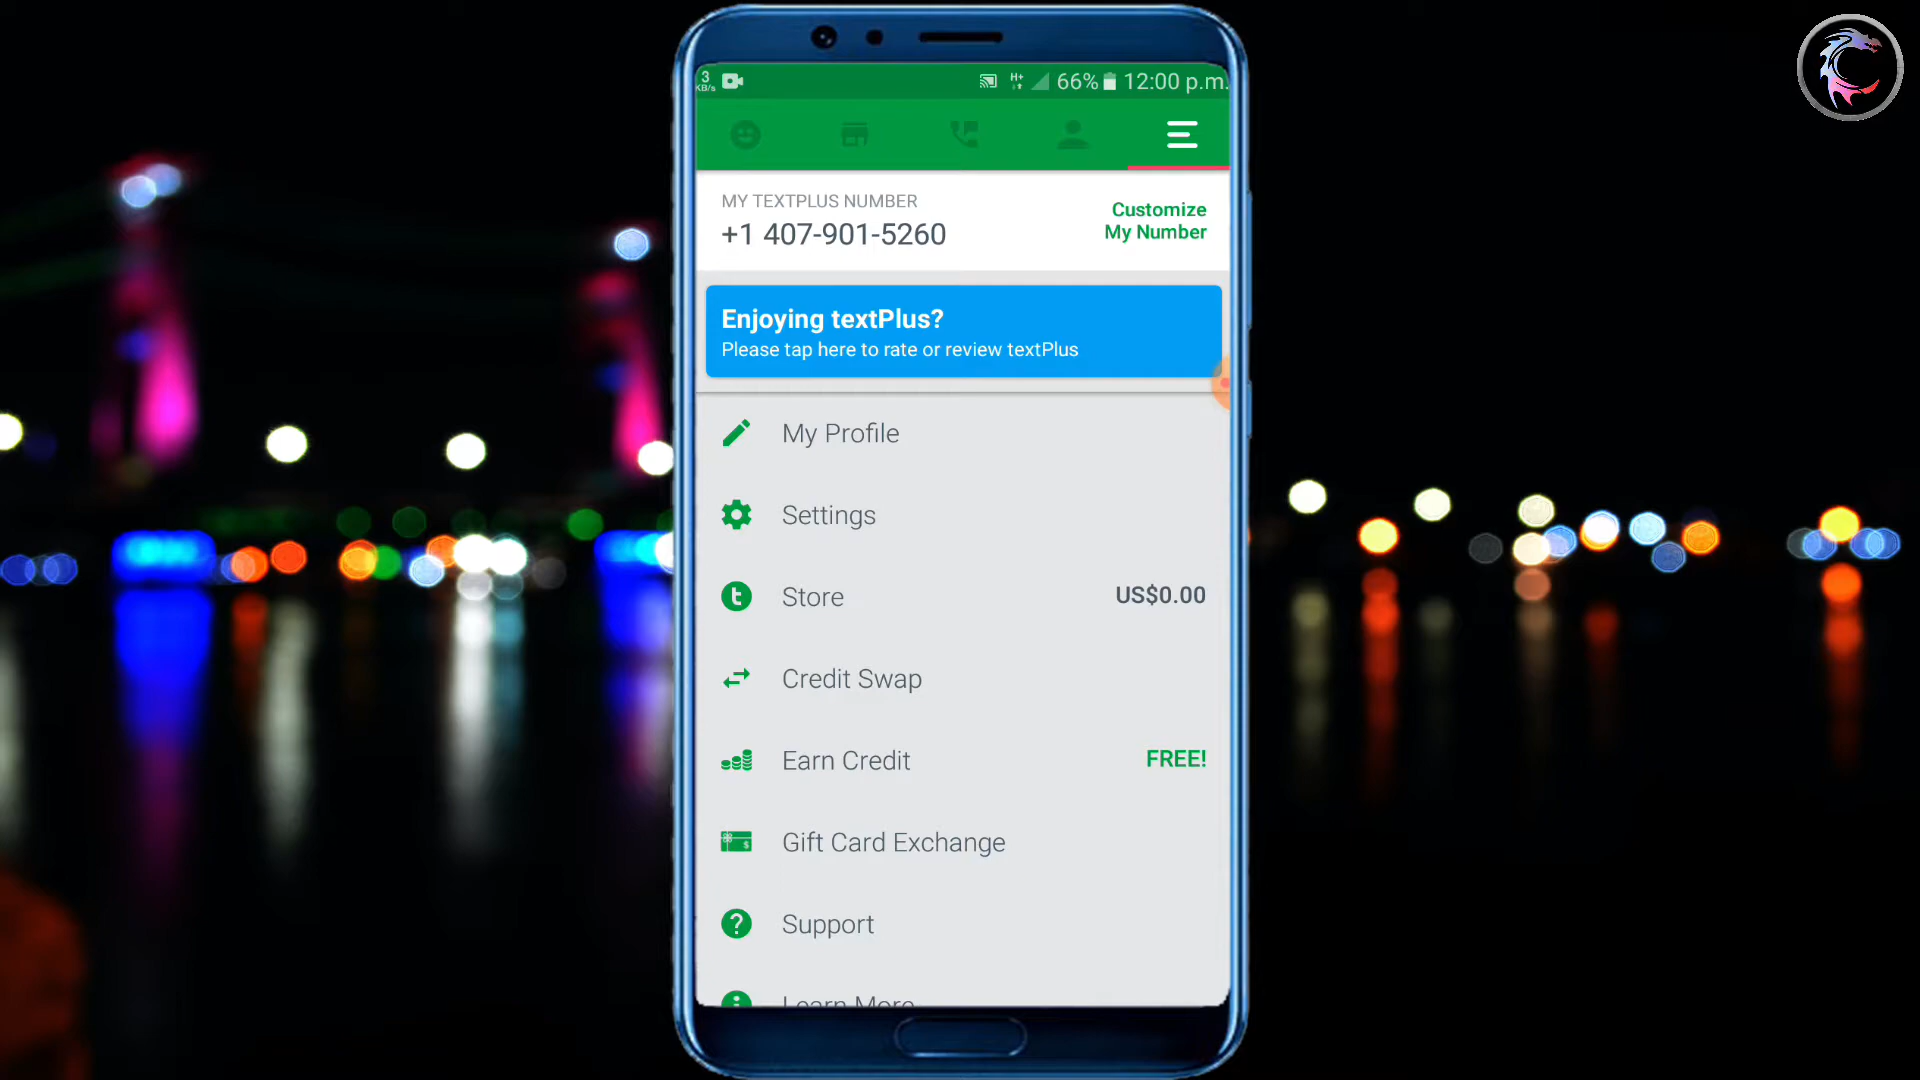 3
KB/s
H+
66%
12:00 p.m.
MY TEXTPLUS NUMBER
+1 407-901-5260
Customize
My Number
Enjoying textPlus?
Please tap here to rate or review textPlus
My Profile
Settings
Store
US$0.00
Credit Swap
Earn Credit
FREE!
Gift Card Exchange
Support
Learn More